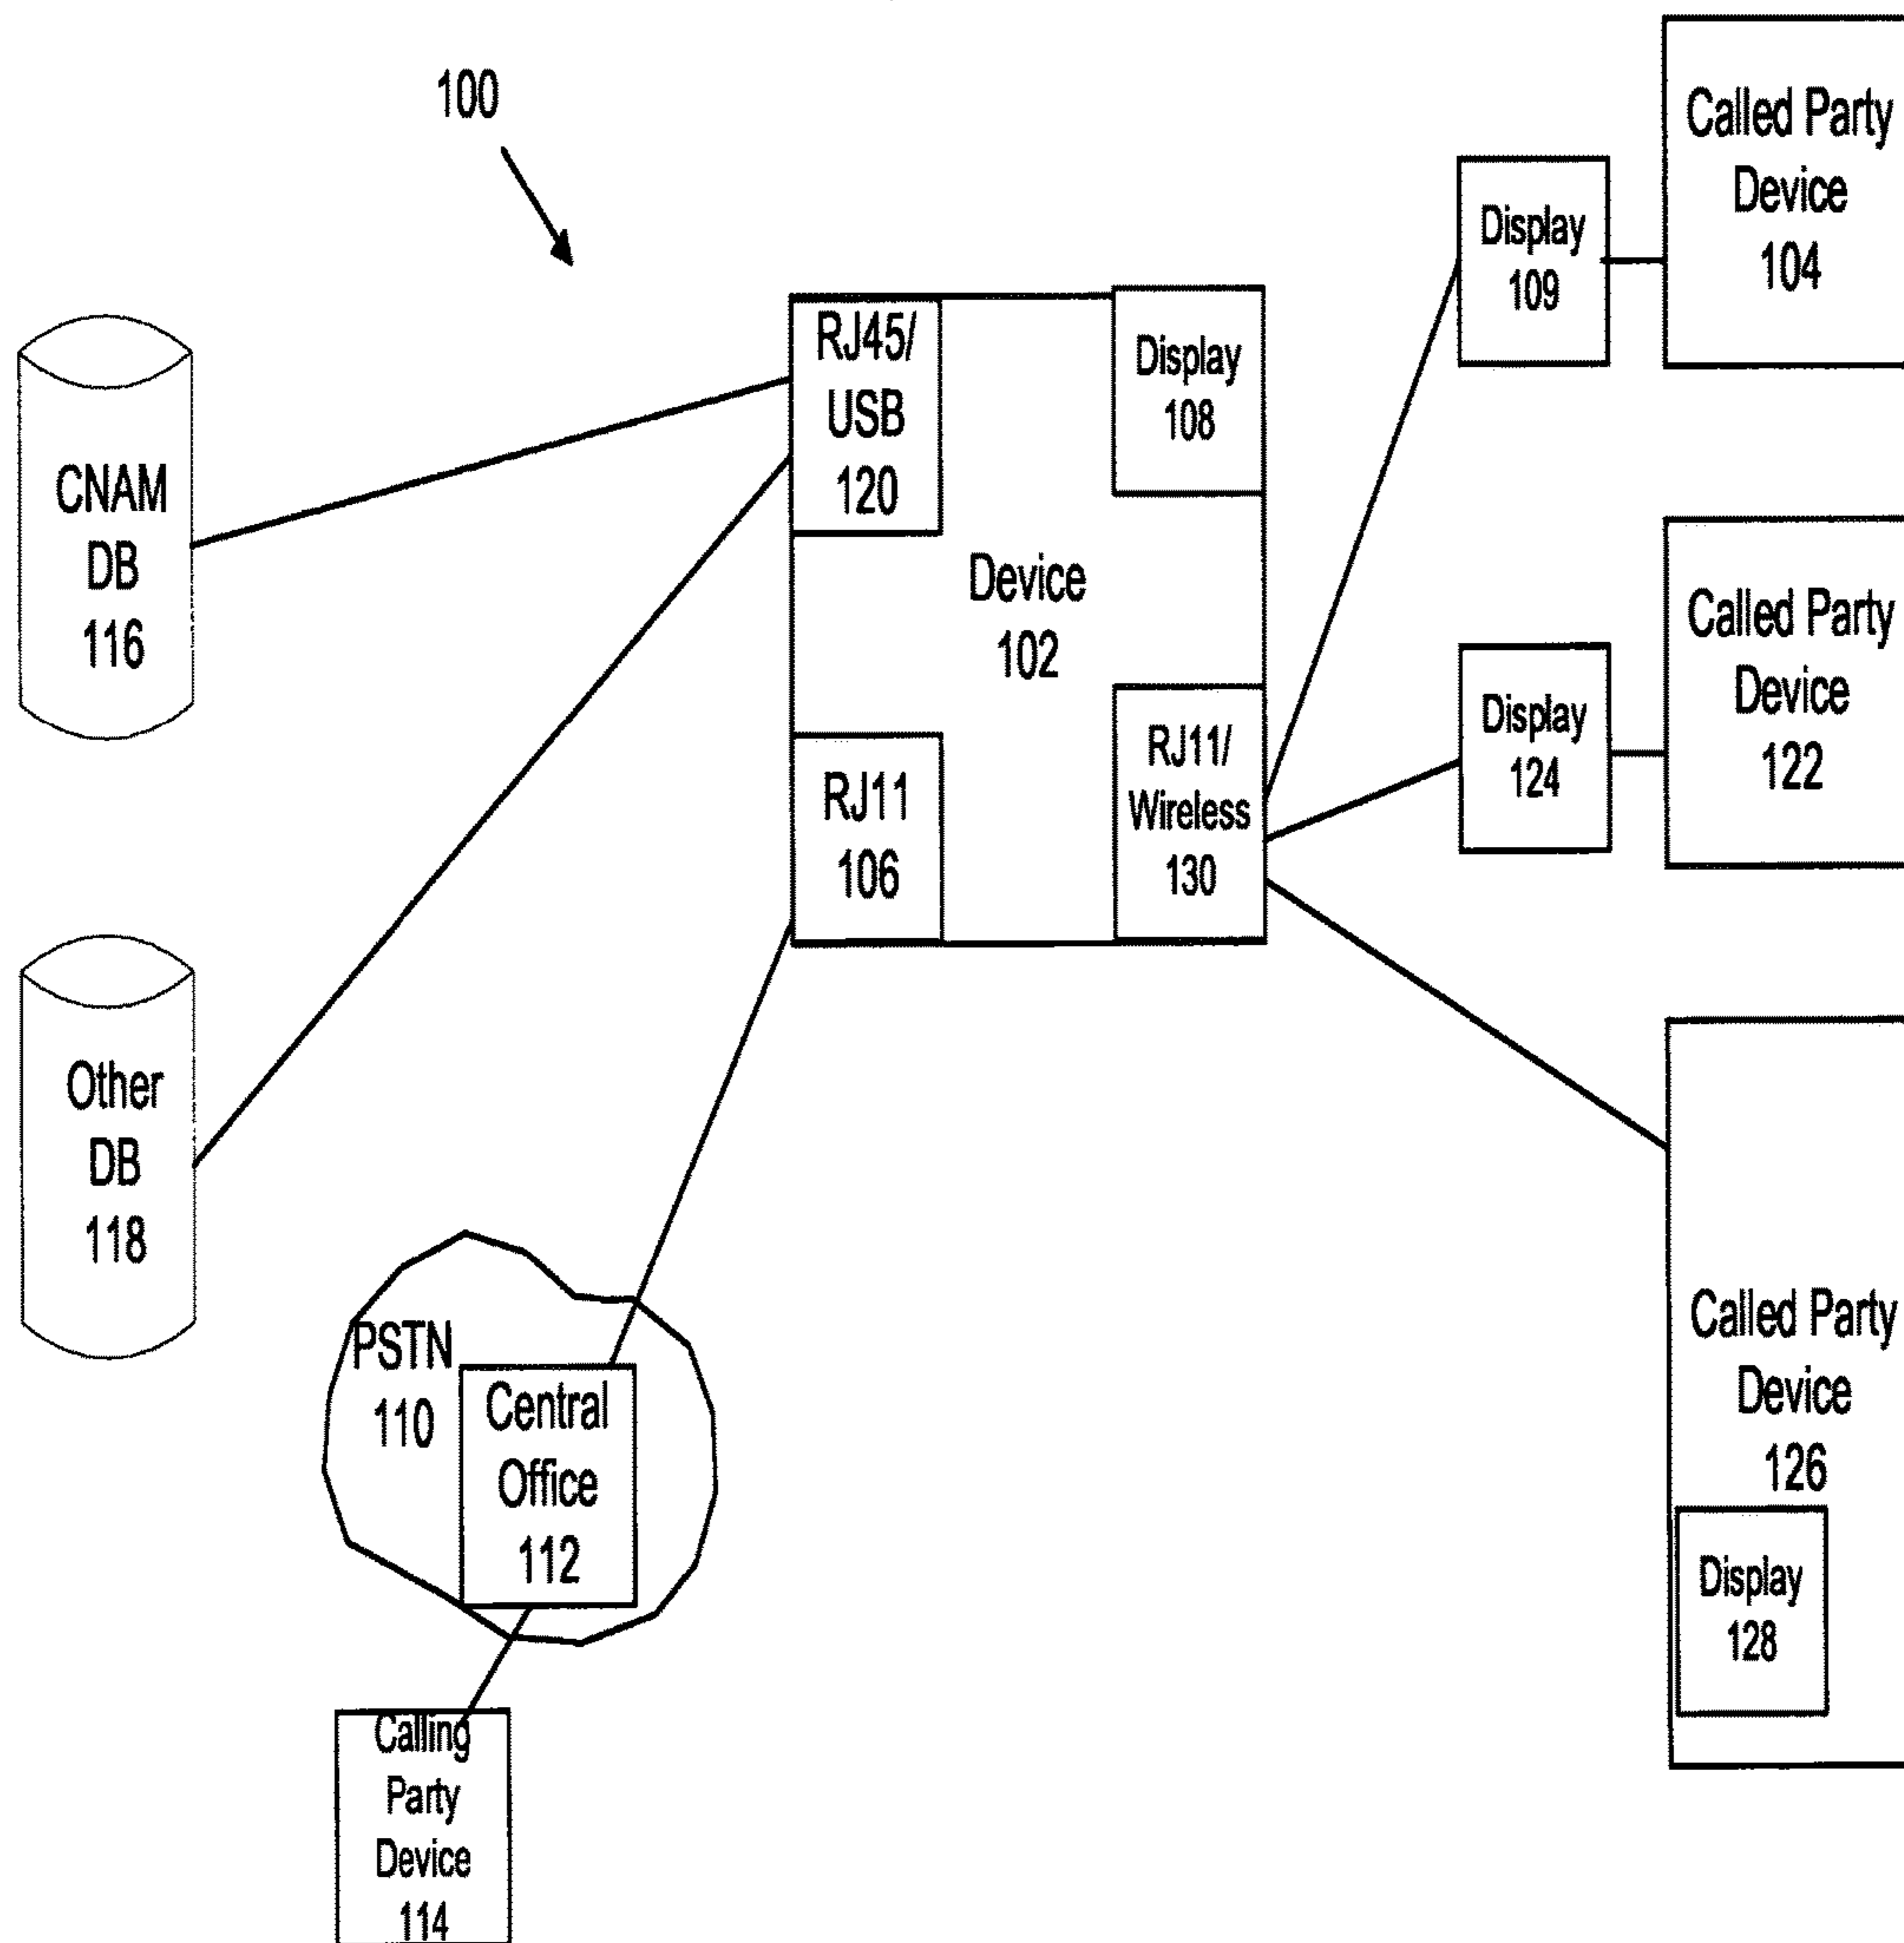 100
CNAM
DB
116
Other
DB
118
RJ45/
USB
120
Display
108
Device
102
RJ11
106
RJ11/
Wireless
130
PSTN
110
Central
Office
112
Calling
Party
Device
114
Display
109
Called Party
Device
104
Display
124
Called Party
Device
122
Called Party
Device
126
Display
128